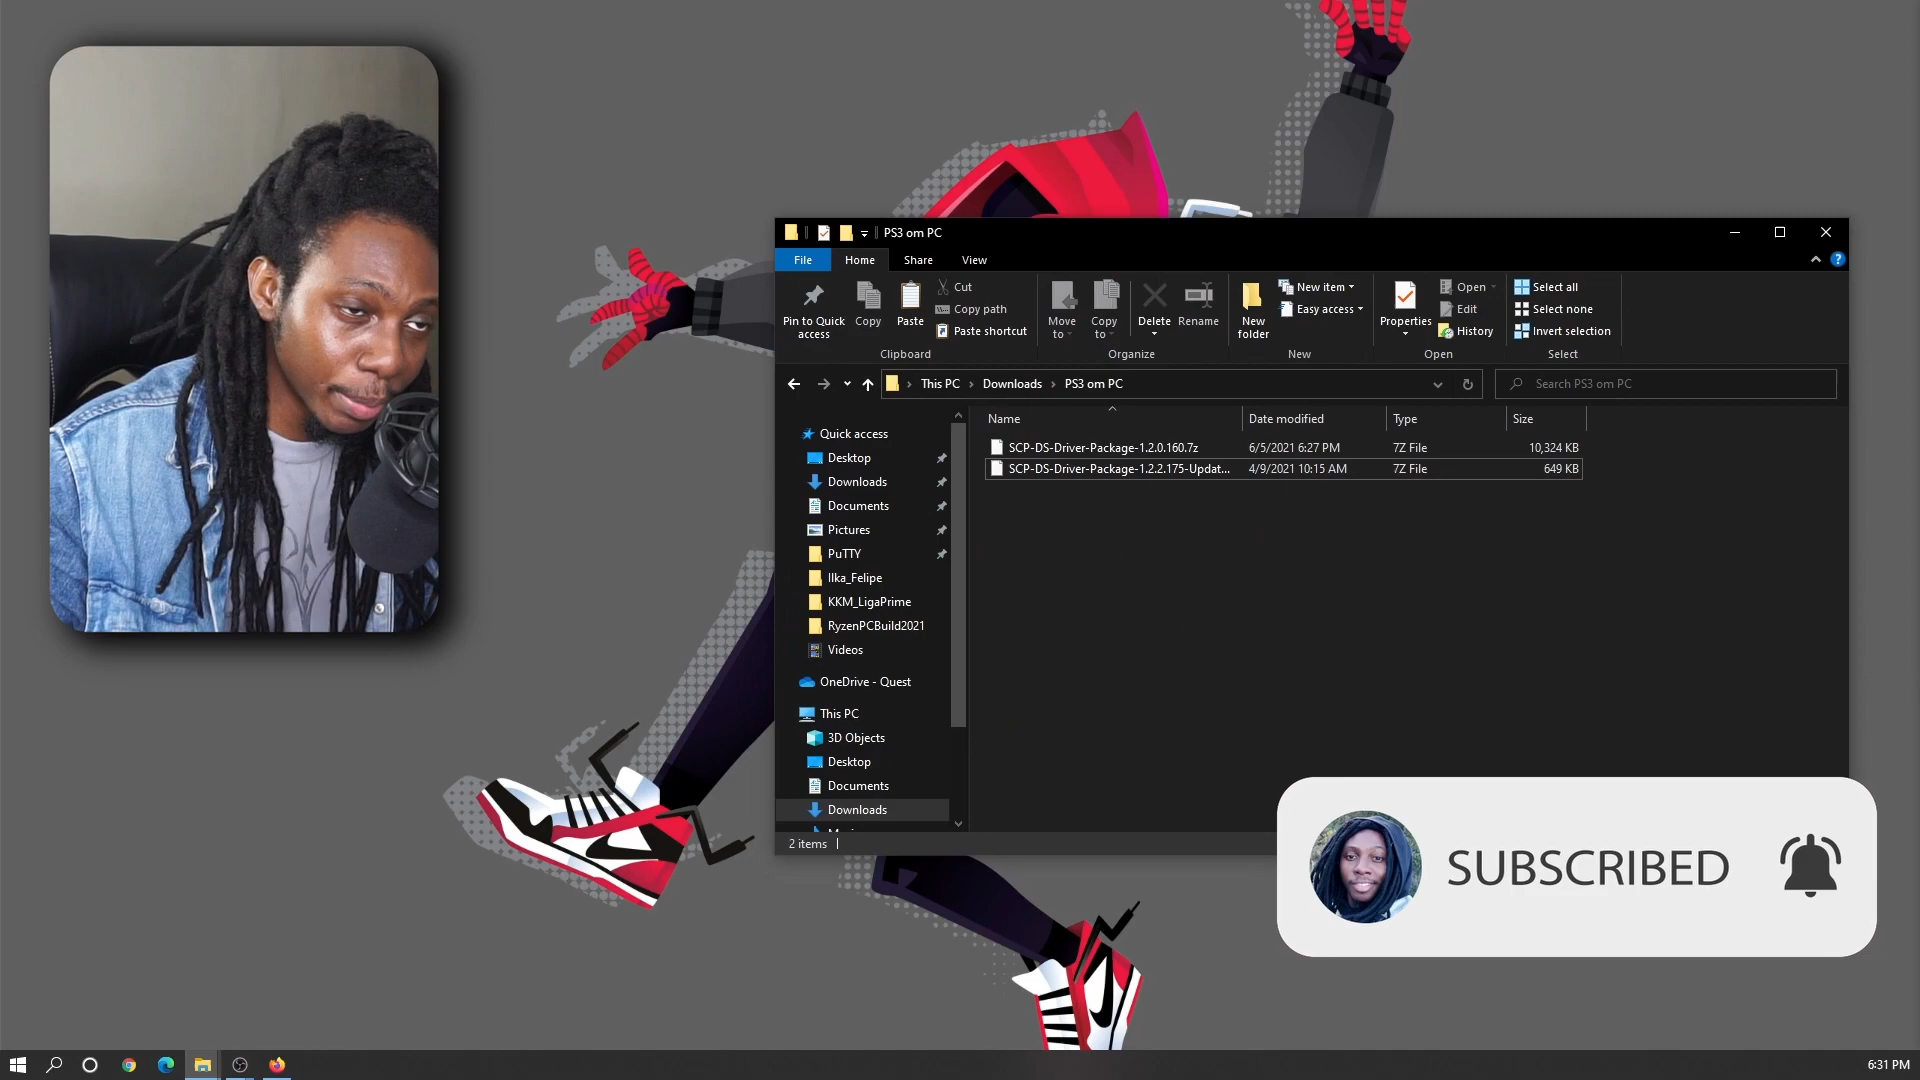 PS3 om PC
File Home Share View
Pin to Quick access
Copy
Paste
Cut
Copy path
Paste shortcut
Clipboard
Move to
Copy to
Delete
Rename
Organize
New folder
New item
Easy access
New
Properties
Open
Edit
History
Open
Select all
Select none
Invert selection
Select
This PC Downloads PS3 om PC
Search PS3 om PC
Name Date modified Type Size
SCP-DS-Driver-Package-1.2.0.160.7z 6/5/2021 6:27 PM 7Z File 10,324 KB
SCP-DS-Driver-Package-1.2.2.175-Updat... 4/9/2021 10:15 AM 7Z File 649 KB
Quick access
Desktop
Downloads
Documents
Pictures
PuTTY
Ilka_Felipe
KKM_LigaPrime
RyzenPCBuild2021
Videos
OneDrive - Quest
This PC
3D Objects
Desktop
Documents
Downloads
2 items
SUBSCRIBED
6:31 PM